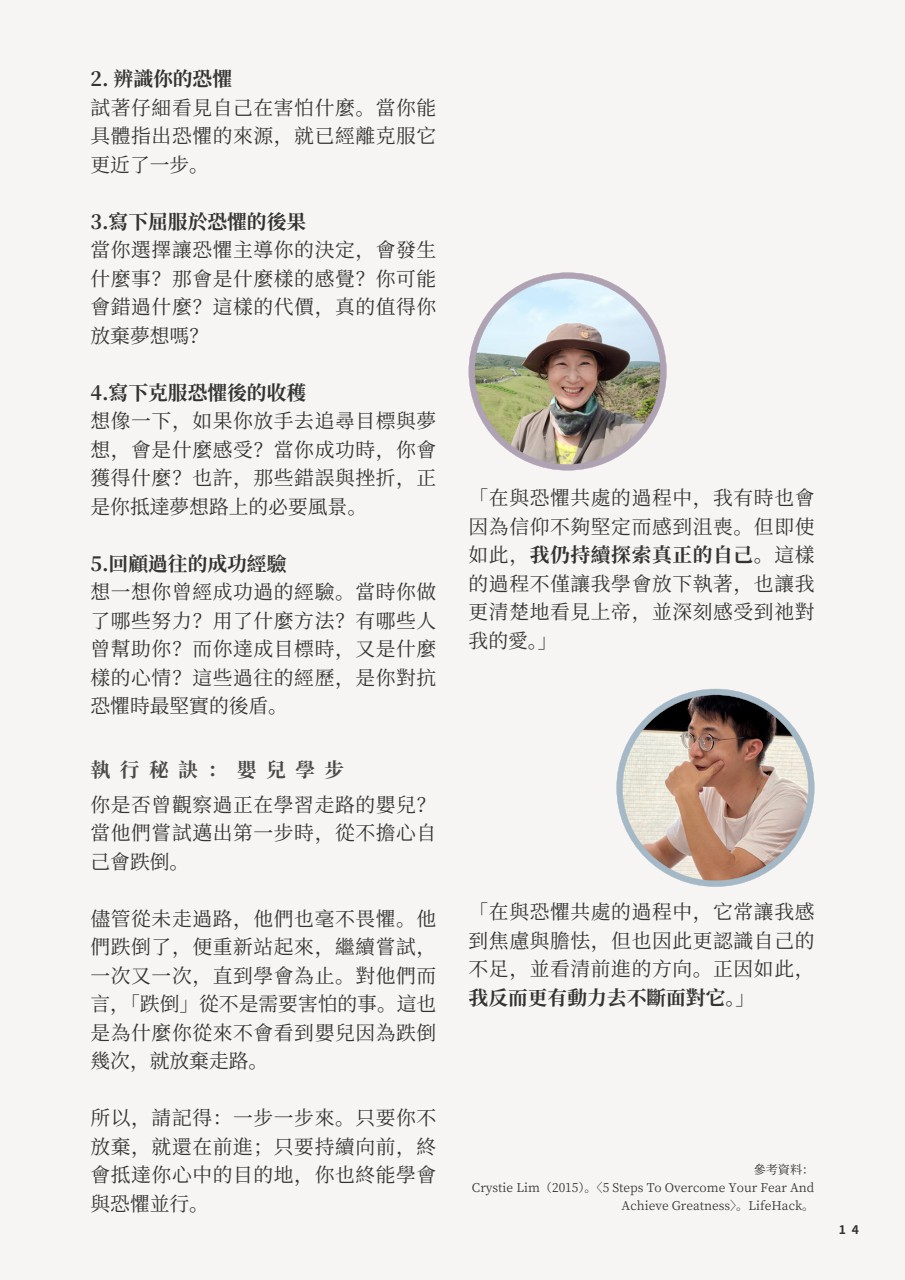 2. 辨識你的恐懼
試著仔細看見自己在害怕什麼。當你能
具體指出恐懼的來源，就已經離克服它
更近了一步。
3.寫下屈服於恐懼的後果
當你選擇讓恐懼主導你的決定，會發生
什麼事？那會是什麼樣的感覺？你可能
會錯過什麼？這樣的代價，真的值得你
放棄夢想嗎？
4.寫下克服恐懼後的收穫
想像一下，如果你放手去追尋目標與夢
想，會是什麼感受？當你成功時，你會
獲得什麼？也許，那些錯誤與挫折，正
是你抵達夢想路上的必要風景。
5.回顧過往的成功經驗
想一想你曾經成功過的經驗。當時你做
了哪些努力？用了什麼方法？有哪些人
曾幫助你？而你達成目標時，又是什麼
樣的心情？這些過往的經歷，是你對抗
恐懼時最堅實的後盾。
執行秘訣：嬰兒學步
你是否曾觀察過正在學習走路的嬰兒？
當他們嘗試邁出第一步時，從不擔心自
己會跌倒。
儘管從未走過路，他們也毫不畏懼。他
們跌倒了，便重新站起來，繼續嘗試，
一次又一次，直到學會為止。對他們而
言，「跌倒」從不是需要害怕的事。這也
是為什麼你從來不會看到嬰兒因為跌倒
幾次，就放棄走路。
所以，請記得：一步一步來。只要你不
放棄，就還在前進；只要持續向前，終
會抵達你心中的目的地，你也終能學會
與恐懼並行。
「在與恐懼共處的過程中，我有時也會
因為信仰不夠堅定而感到沮喪。但即使
如此，我仍持續探索真正的自己。這樣
的過程不僅讓我學會放下執著，也讓我
更清楚地看見上帝，並深刻感受到祂對
我的愛。」
「在與恐懼共處的過程中，它常讓我感
到焦慮與膽怯，但也因此更認識自己的
不足，並看清前進的方向。正因如此，
我反而更有動力去不斷面對它。」
參考資料：
Crystie Lim（2015）。〈5 Steps To Overcome Your Fear And
Achieve Greatness〉。LifeHack。
14